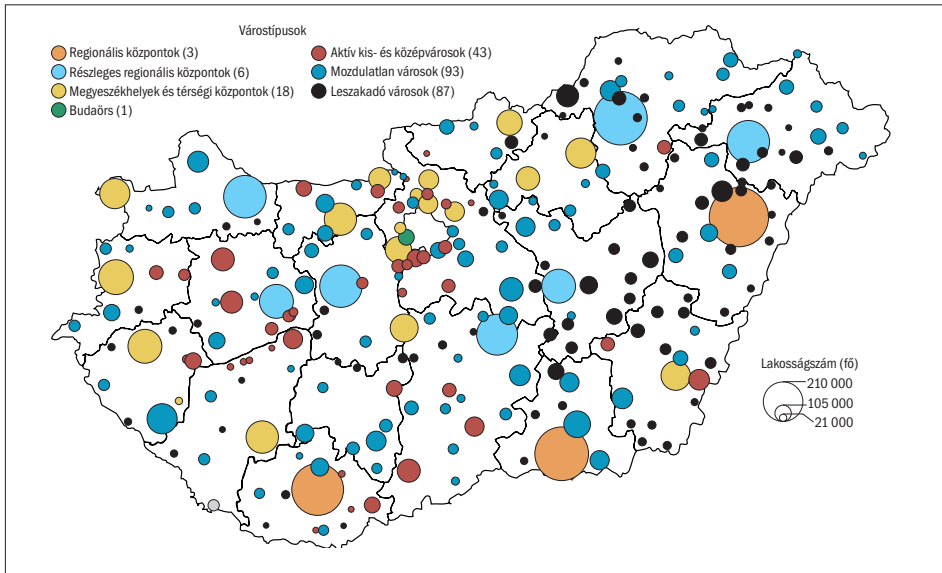 Várostípusok
Regionális központok (3)
Részleges regionális központok (6)
Megyeszékhelyek és térségi központok (18)
Budaörs (1)
Aktív kis- és középvárosok (43)
Mozdulatlan városok (93)
Leszakadó városok (87)
Lakosságszám (fő)
210 000
105 000
21 000